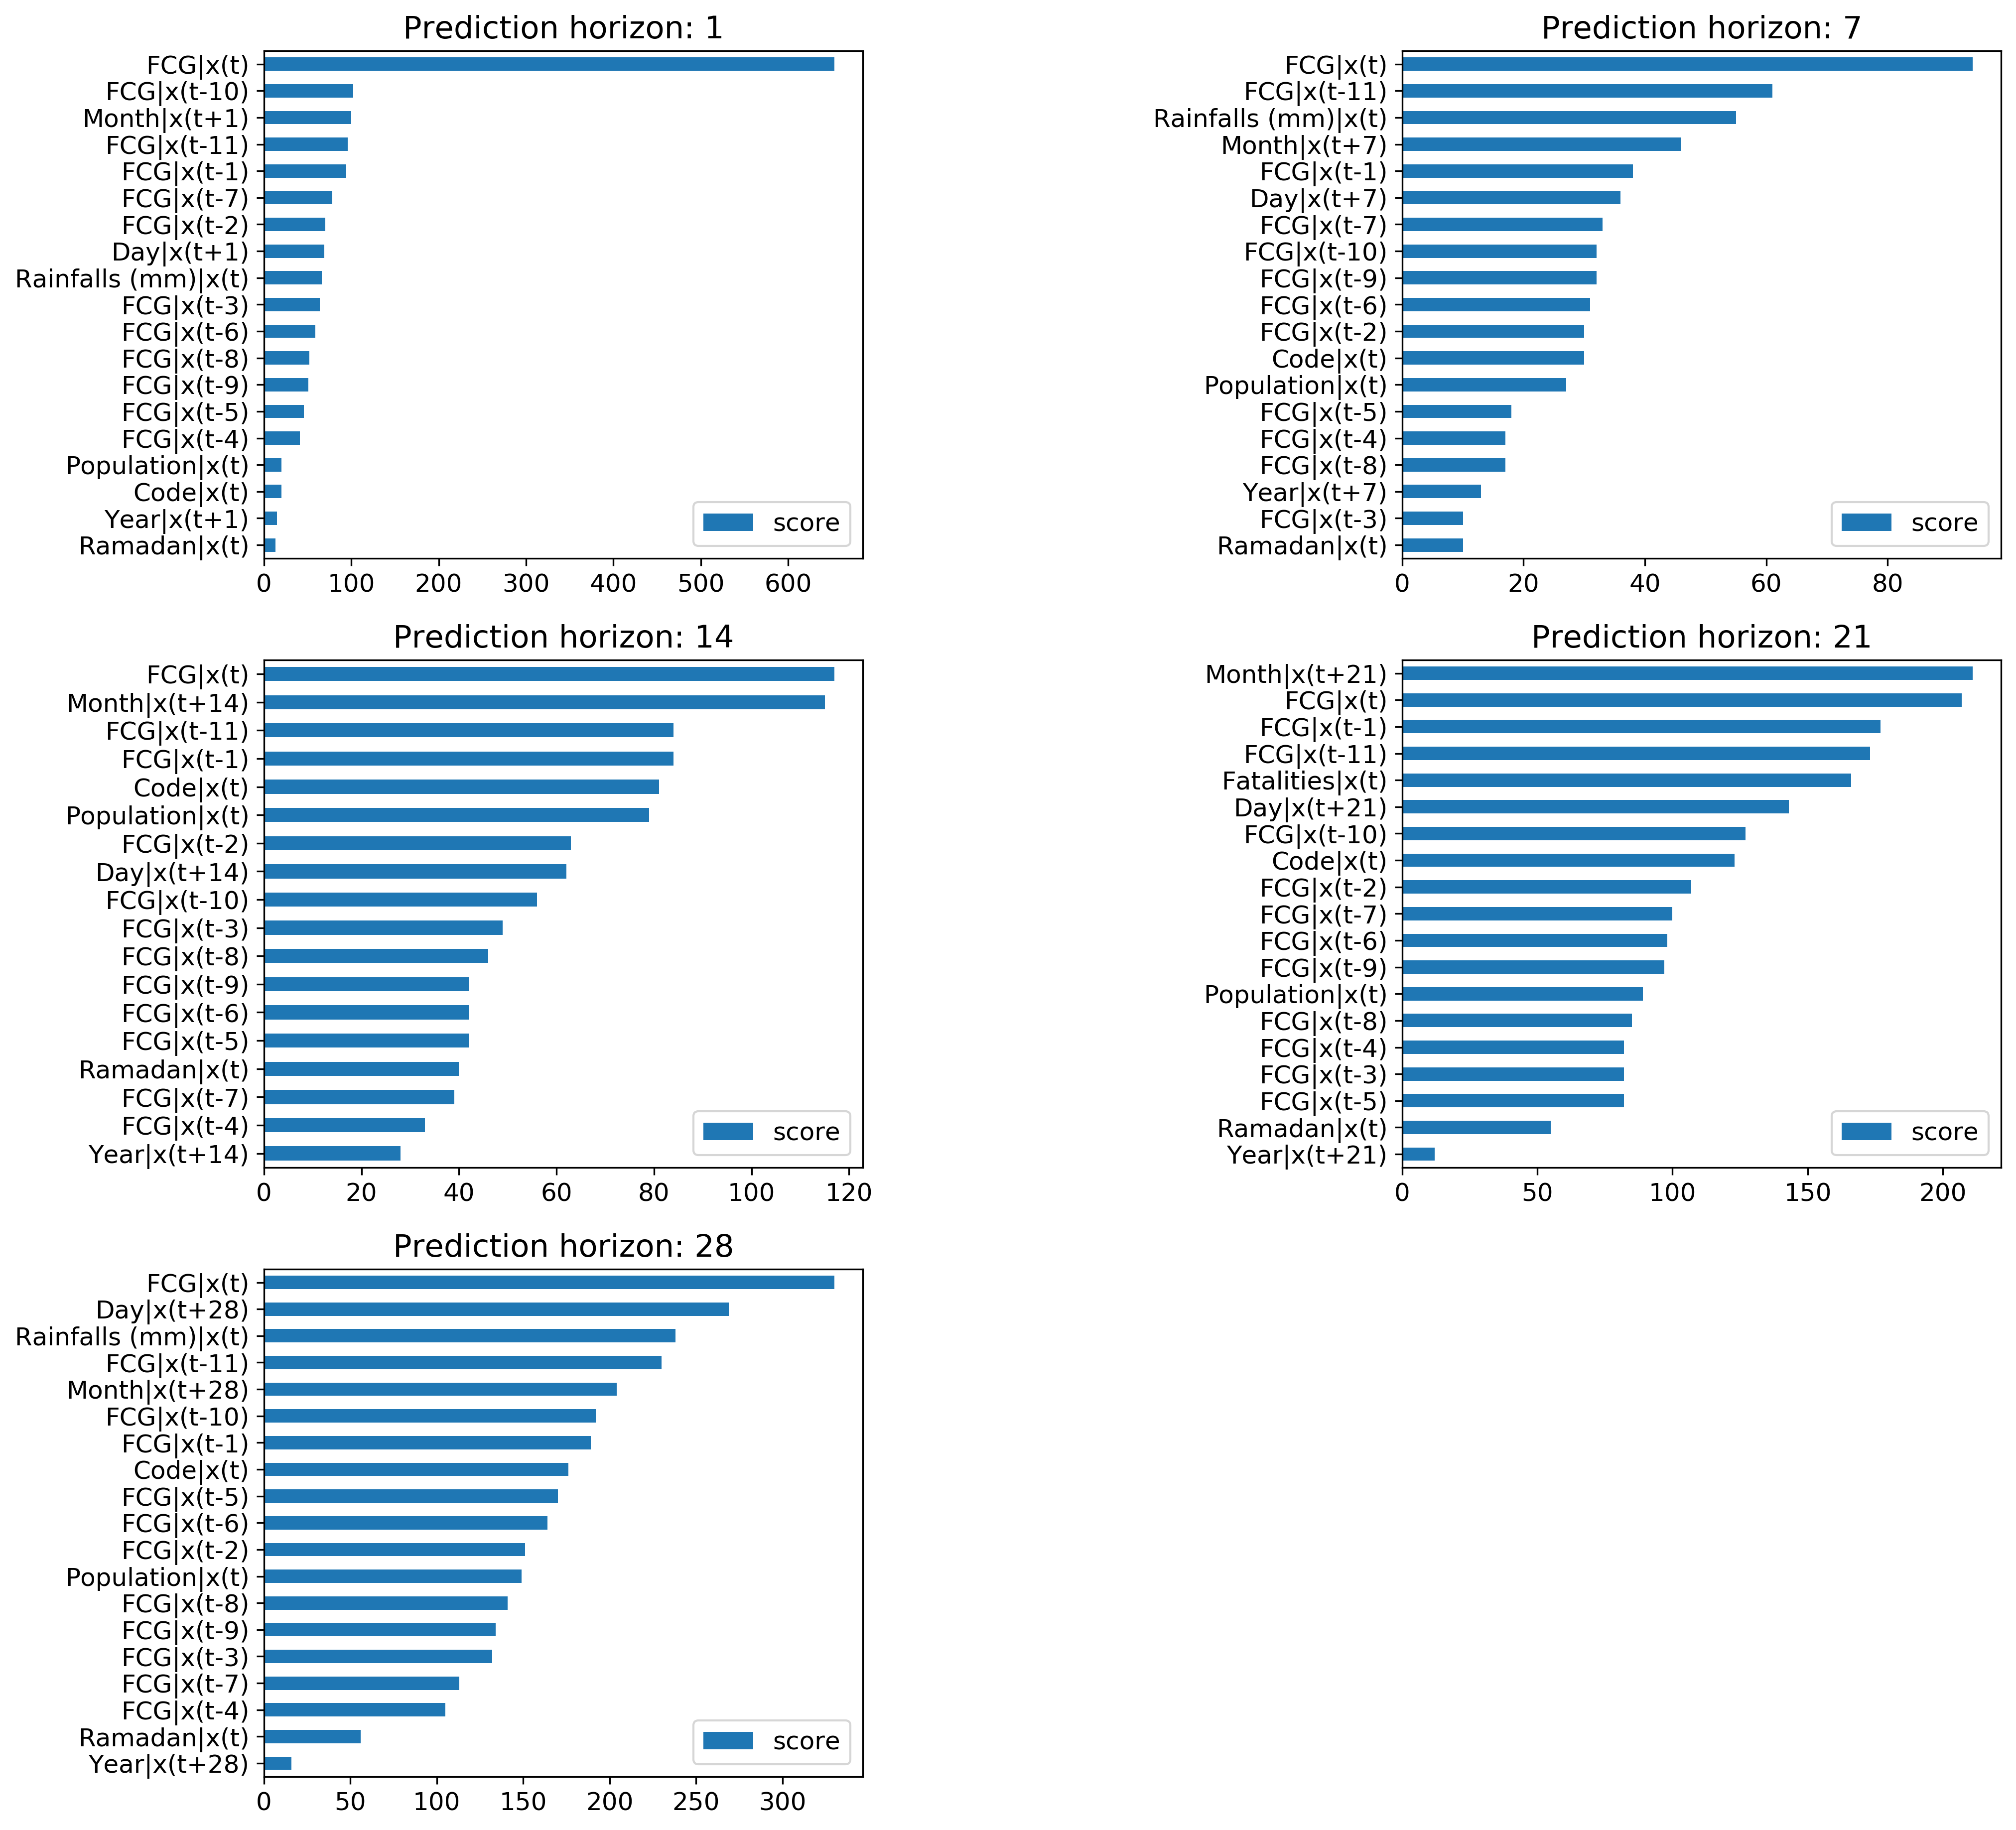 Prediction horizon: 1
FCG|x(t)
FCG|x(t-10)
Month|x(t+1)
FCG|x(t-11)
FCG|x(t-1)
FCG|x(t-7)
FCG|x(t-2)
Day|x(t+1)
Rainfalls (mm)|x(t)
FCG|x(t-3)
FCG|x(t-6)
FCG|x(t-8)
FCG|x(t-9)
FCG|x(t-5)
FCG|x(t-4)
Population|x(t)
Code|x(t)
Year|x(t+1)
Ramadan|x(t)
score
0 100 200 300 400 500 600
Prediction horizon: 7
FCG|x(t)
FCG|x(t-11)
Rainfalls (mm)|x(t)
Month|x(t+7)
FCG|x(t-1)
Day|x(t+7)
FCG|x(t-7)
FCG|x(t-10)
FCG|x(t-9)
FCG|x(t-6)
FCG|x(t-2)
Code|x(t)
Population|x(t)
FCG|x(t-5)
FCG|x(t-4)
FCG|x(t-8)
Year|x(t+7)
FCG|x(t-3)
Ramadan|x(t)
score
0 20 40 60 80
Prediction horizon: 14
FCG|x(t)
Month|x(t+14)
FCG|x(t-11)
FCG|x(t-1)
Code|x(t)
Population|x(t)
FCG|x(t-2)
Day|x(t+14)
FCG|x(t-10)
FCG|x(t-3)
FCG|x(t-8)
FCG|x(t-9)
FCG|x(t-6)
FCG|x(t-5)
Ramadan|x(t)
FCG|x(t-7)
FCG|x(t-4)
Year|x(t+14)
score
0 20 40 60 80 100 120
Prediction horizon: 21
Month|x(t+21)
FCG|x(t)
FCG|x(t-1)
FCG|x(t-11)
Fatalities|x(t)
Day|x(t+21)
FCG|x(t-10)
Code|x(t)
FCG|x(t-2)
FCG|x(t-7)
FCG|x(t-6)
FCG|x(t-9)
Population|x(t)
FCG|x(t-8)
FCG|x(t-4)
FCG|x(t-3)
FCG|x(t-5)
Ramadan|x(t)
Year|x(t+21)
score
0 50 100 150 200
Prediction horizon: 28
FCG|x(t)
Day|x(t+28)
Rainfalls (mm)|x(t)
FCG|x(t-11)
Month|x(t+28)
FCG|x(t-10)
FCG|x(t-1)
Code|x(t)
FCG|x(t-5)
FCG|x(t-6)
FCG|x(t-2)
Population|x(t)
FCG|x(t-8)
FCG|x(t-9)
FCG|x(t-3)
FCG|x(t-7)
FCG|x(t-4)
Ramadan|x(t)
Year|x(t+28)
score
0 50 100 150 200 250 300